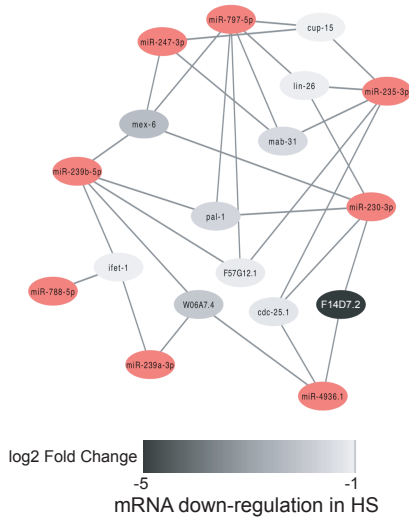 miR-797-5p
cup-15
miR-247-3p
lin-26
miR-235-3p
mex-6
mab-31
miR-239b-5p
pal-1
miR-230-3p
ifet-1
F57G12.1
miR-788-5p
W06A7.4
cdc-25.1
F14D7.2
miR-239a-3p
miR-4936.1
log2 Fold Change
-5 -1
mRNA down-regulation in HS